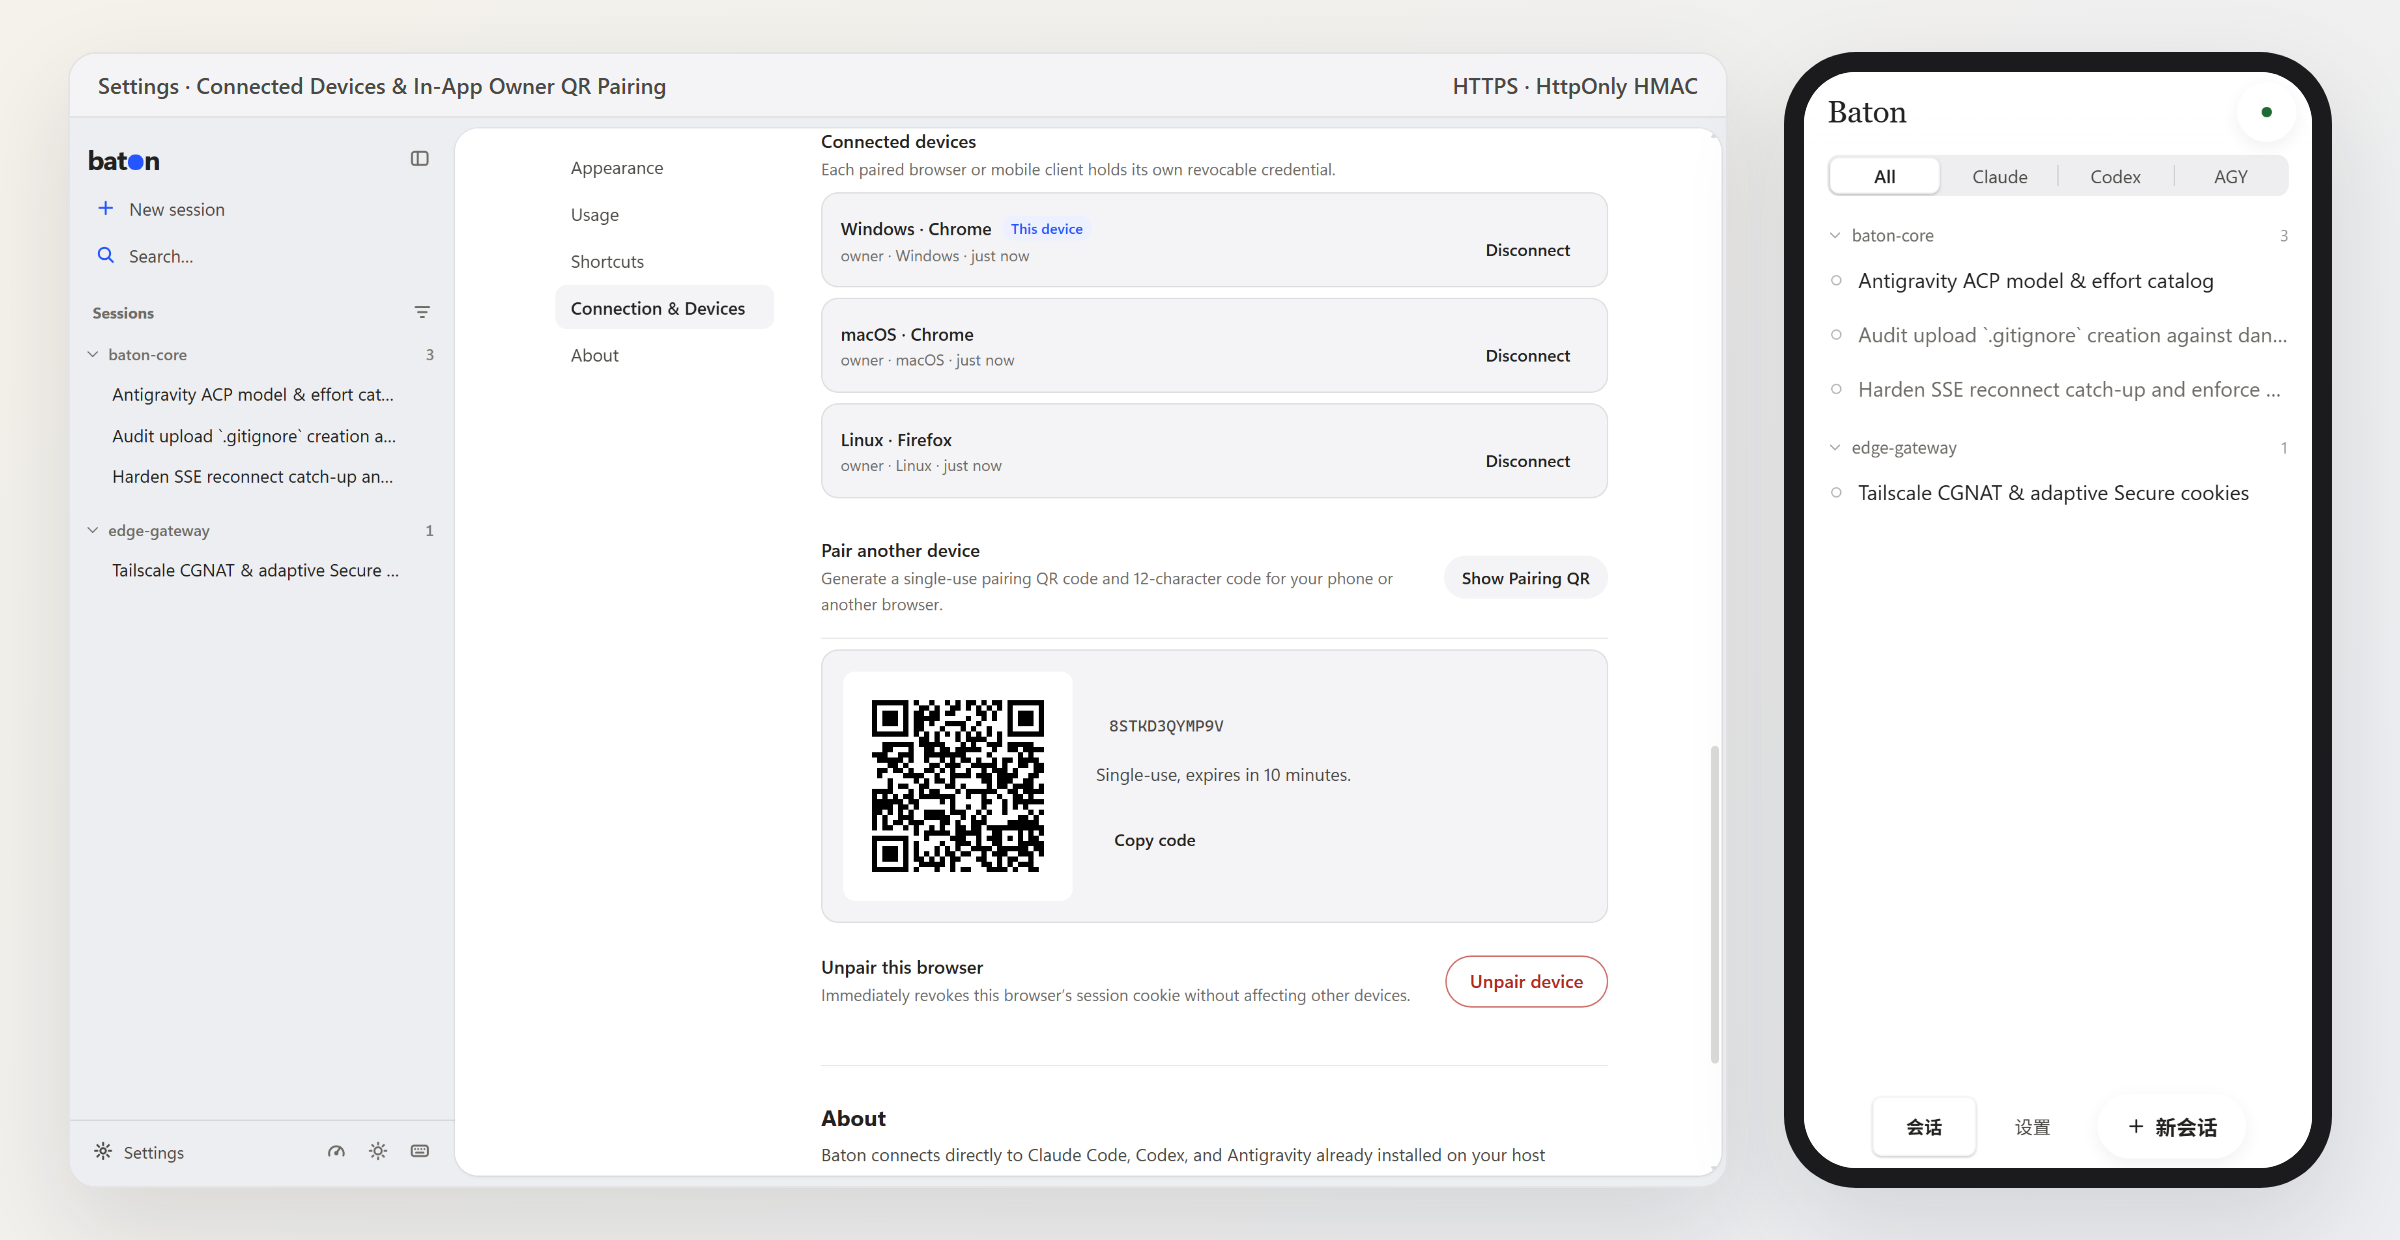 Settings · Connected Devices & In-App Owner QR Pairing
HTTPS · HttpOnly HMAC
baton
New session
Search...
Sessions
baton-core
3
Antigravity ACP model & effort cat...
Audit upload `.gitignore` creation a...
Harden SSE reconnect catch-up an...
edge-gateway
1
Tailscale CGNAT & adaptive Secure ...
Settings
Appearance
Usage
Shortcuts
Connection & Devices
About
Connected devices
Each paired browser or mobile client holds its own revocable credential.
Windows · Chrome
This device
owner · Windows · just now
Disconnect
macOS · Chrome
owner · macOS · just now
Disconnect
Linux · Firefox
owner · Linux · just now
Disconnect
Pair another device
Generate a single-use pairing QR code and 12-character code for your phone or
another browser.
Show Pairing QR
8STKD3QYMP9V
Single-use, expires in 10 minutes.
Copy code
Unpair this browser
Immediately revokes this browser's session cookie without affecting other devices.
Unpair device
About
Baton connects directly to Claude Code, Codex, and Antigravity already installed on your host
Baton
All
Claude
Codex
AGY
baton-core
3
Antigravity ACP model & effort catalog
Audit upload `.gitignore` creation against dan...
Harden SSE reconnect catch-up and enforce ...
edge-gateway
1
Tailscale CGNAT & adaptive Secure cookies
会话
设置
+ 新会话